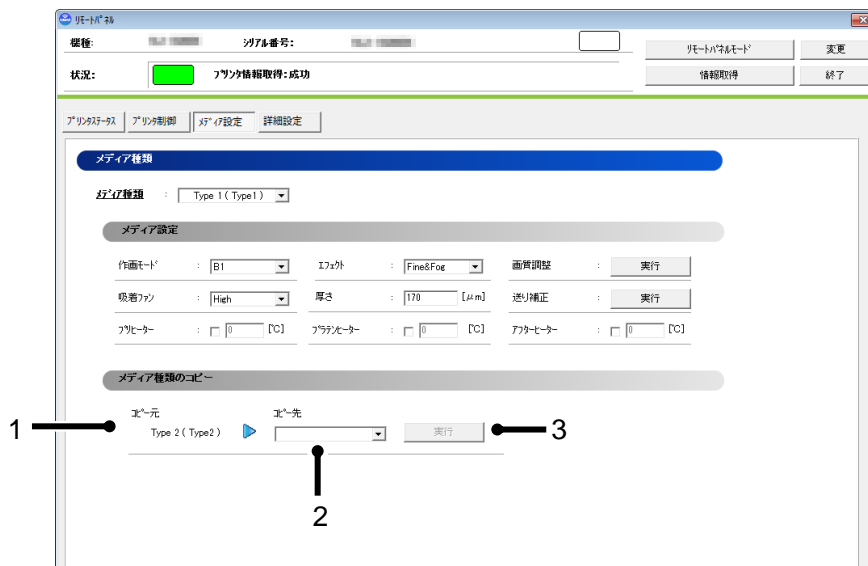 リモートパネル
機種:
シリアル番号:
リモートパネルモード
変更
状況:
プリンタ情報取得:成功
情報取得
終了
プリンタステータス
プリンタ制御
メディア設定
詳細設定
メディア種類
メディア種類 : Type 1 ( Type1 )
メディア設定
作画モード : B1
エフェクト : Fine&Fog
画質調整 : 実行
吸着ファン : High
厚さ : 170 [μm]
送り補正 : 実行
プリヒーター : 0 [℃]
プラテンヒーター : 0 [℃]
アフターヒーター : 0 [℃]
メディア種類のコピー
コピー元
コピー先
1
Type 2 ( Type2 )
実行
3
2